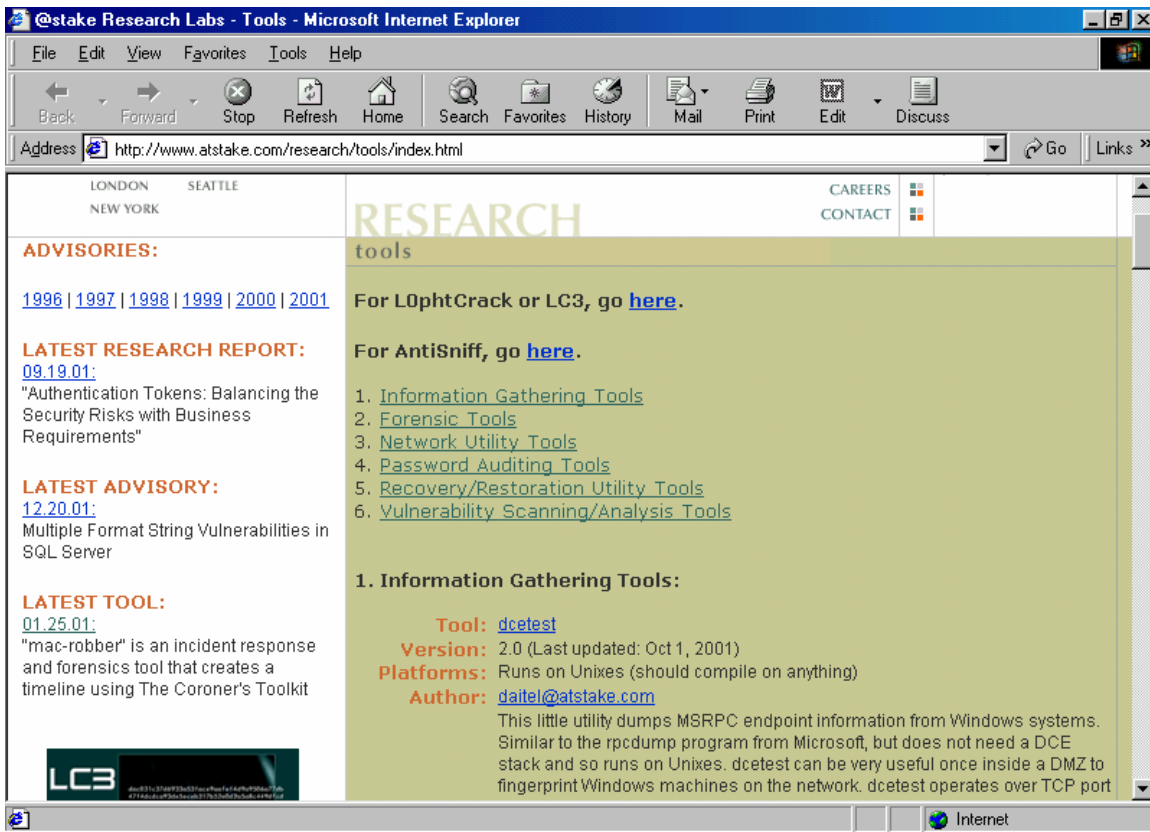 @stake Research Labs - Tools - Microsoft Internet Explorer
File Edit View Favorites Tools Help
Back Forward Stop Refresh Home Search Favorites History Mail Print Edit Discuss
Address http://www.atstake.com/research/tools/index.html Go Links »
LONDON SEATTLE
NEW YORK
RESEARCH
CAREERS
CONTACT
ADVISORIES:
1996 | 1997 | 1998 | 1999 | 2000 | 2001
LATEST RESEARCH REPORT:
09.19.01:
"Authentication Tokens: Balancing the
Security Risks with Business
Requirements"
LATEST ADVISORY:
12.20.01:
Multiple Format String Vulnerabilities in
SQL Server
LATEST TOOL:
01.25.01:
"mac-robber" is an incident response
and forensics tool that creates a
timeline using The Coroner's Toolkit
LC3
tools
For L0phtCrack or LC3, go here.
For AntiSniff, go here.
1. Information Gathering Tools
2. Forensic Tools
3. Network Utility Tools
4. Password Auditing Tools
5. Recovery/Restoration Utility Tools
6. Vulnerability Scanning/Analysis Tools
1. Information Gathering Tools:
Tool: dcetest
Version: 2.0 (Last updated: Oct 1, 2001)
Platforms: Runs on Unixes (should compile on anything)
Author: daitel@atstake.com
This little utility dumps MSRPC endpoint information from Windows systems.
Similar to the rpcdump program from Microsoft, but does not need a DCE
stack and so runs on Unixes. dcetest can be very useful once inside a DMZ to
fingerprint Windows machines on the network. dcetest operates over TCP port
Internet